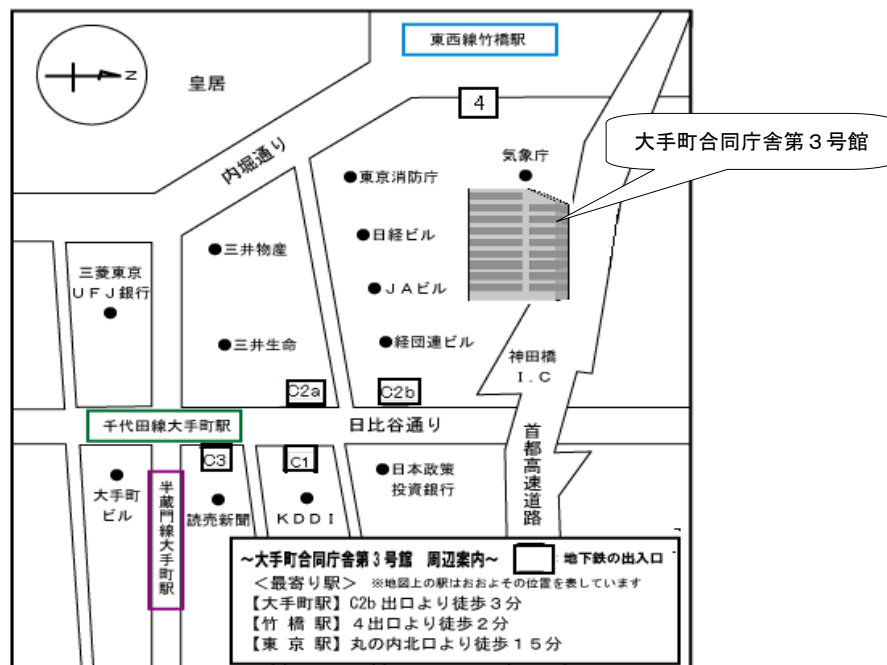 東西線竹橋駅
N
皇居
4
大手町合同庁舎第３号館
内堀通り
気象庁
東京消防庁
日経ビル
三井物産
三菱東京
ＵＦＪ銀行
ＪＡビル
三井生命
経団連ビル
神田橋
Ｉ.Ｃ
C2a
C2b
千代田線大手町駅
日比谷通り
首都高速道路
C3
C1
大手町
ビル
半蔵門線大手町駅
読売新聞
ＫＤＤＩ
日本政策
投資銀行
～大手町合同庁舎第３号館　周辺案内～
地下鉄の出入口
＜最寄り駅＞　※地図上の駅はおおよその位置を表しています
【大手町駅】C2b 出口より徒歩３分
【竹 橋 駅】４出口より徒歩２分
【東 京 駅】丸の内北口より徒歩１５分